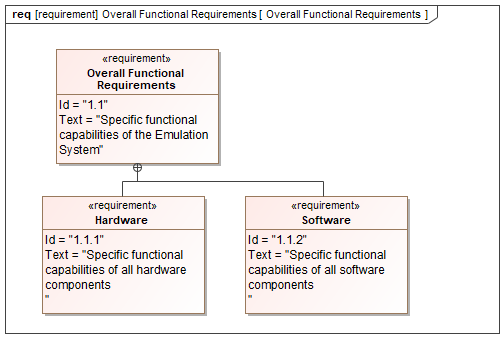 req [requirement] Overall Functional Requirements [ Overall Functional Requirements ]
«requirement»
Overall Functional
Requirements
Id = "1.1"
Text = "Specific functional
capabilities of the Emulation
System"
«requirement»
Hardware
Id = "1.1.1"
Text = "Specific functional
capabilities of all hardware
components
"
«requirement»
Software
Id = "1.1.2"
Text = "Specific functional
capabilities of all software
components
"